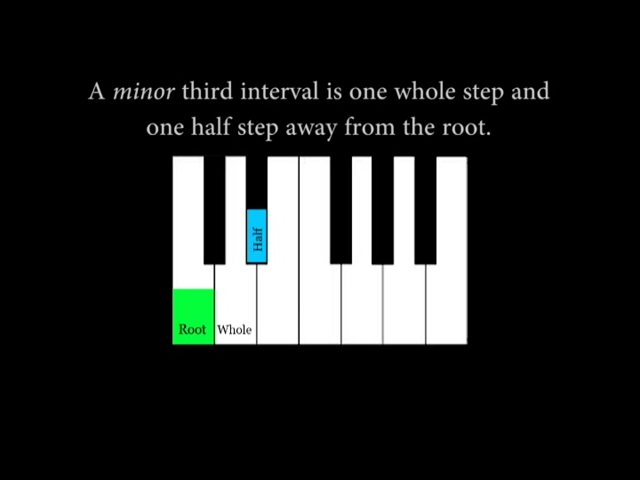 A minor third interval is one whole step and
one half step away from the root.
Half
Root Whole